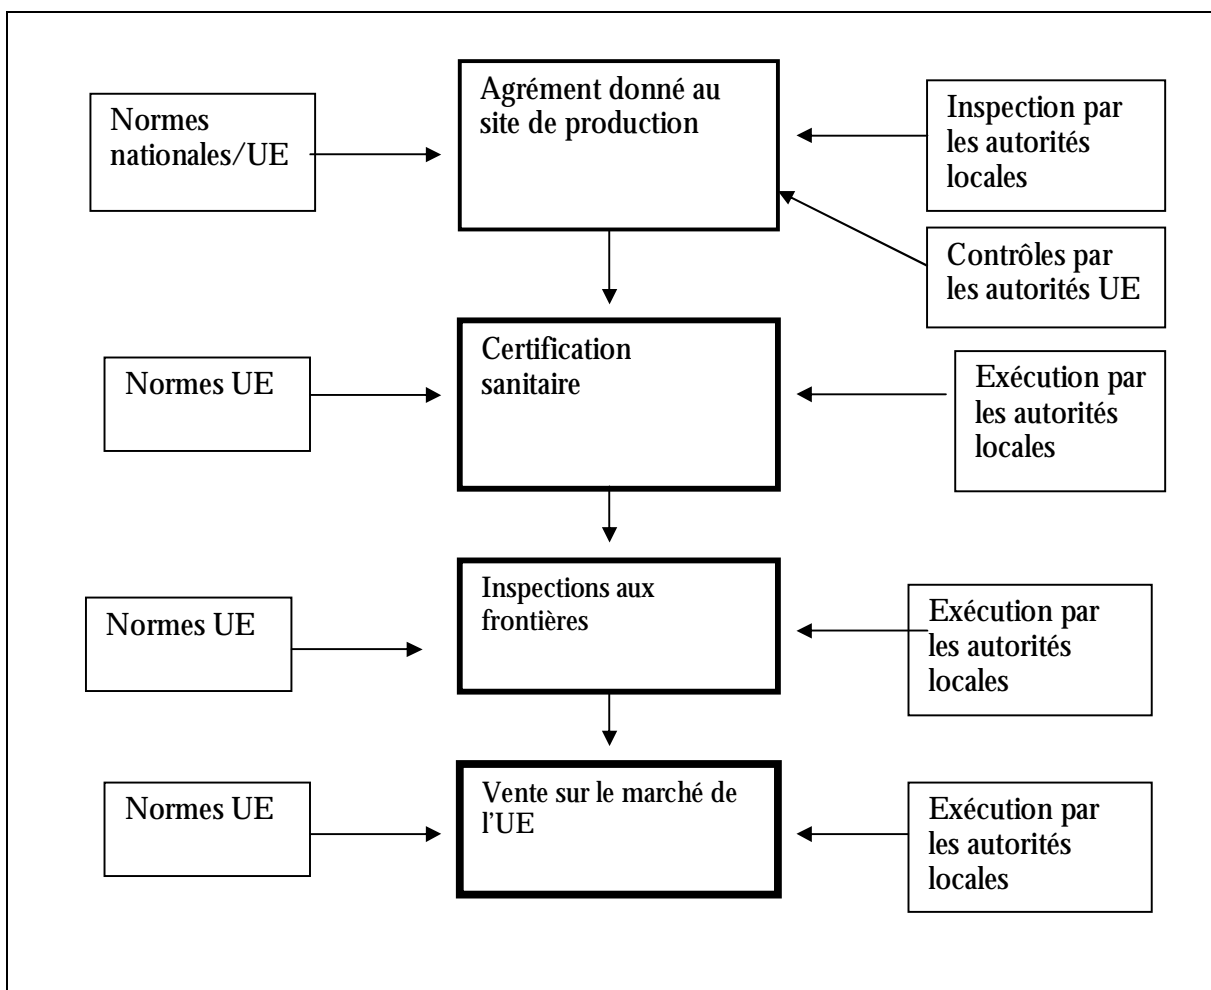 Normes
nationales/UE
Agrément donné au
site de production
Inspection par
les autorités
locales
Contrôles par
les autorités UE
Normes UE
Certification
sanitaire
Exécution par
les autorités
locales
Normes UE
Inspections aux
frontières
Exécution par
les autorités
locales
Normes UE
Vente sur le marché de
l'UE
Exécution par
les autorités
locales